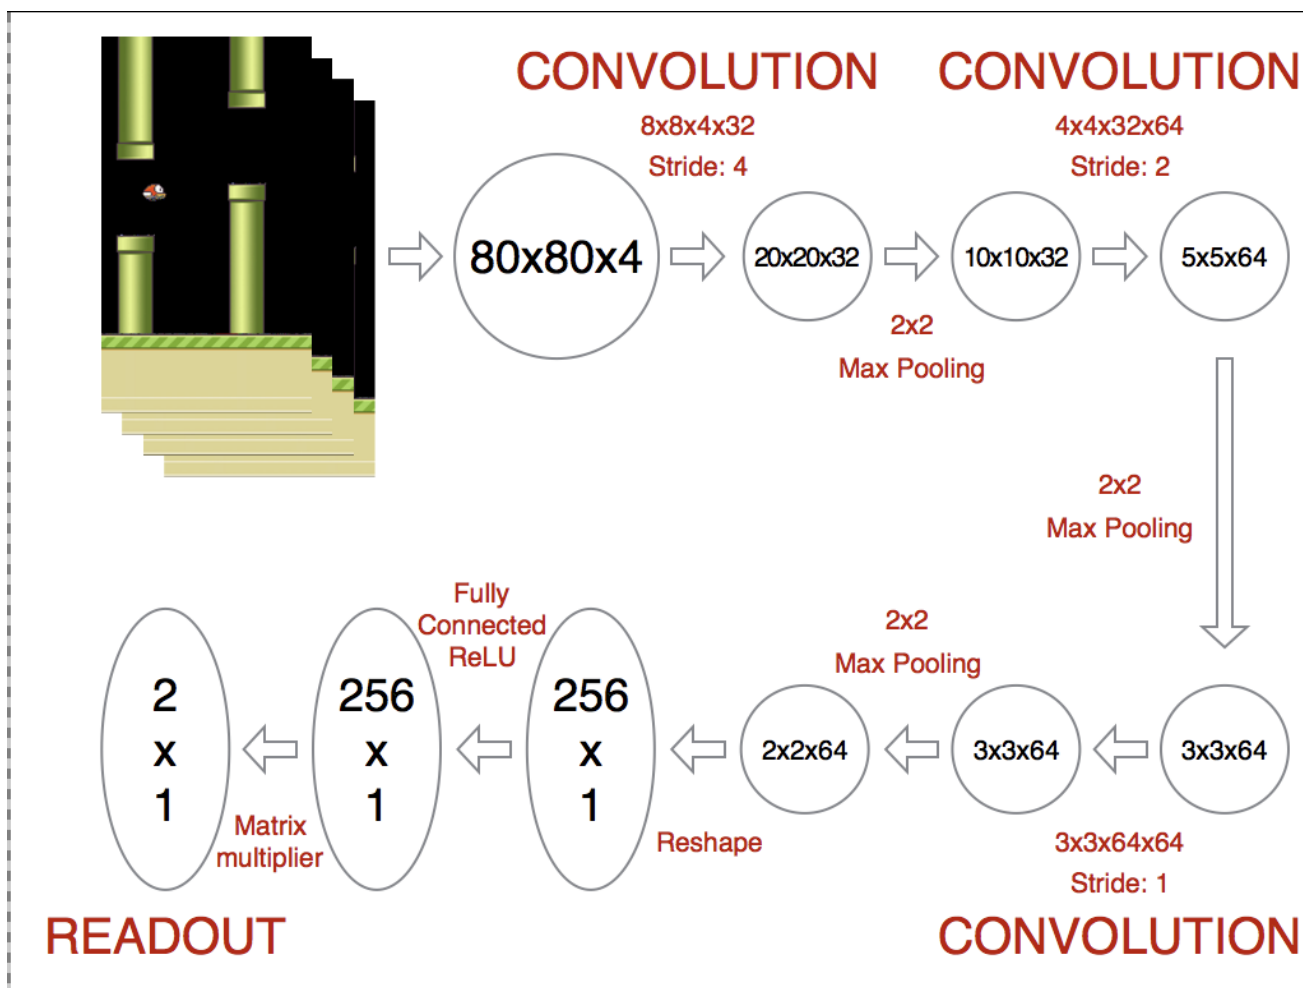 CONVOLUTION
8x8x4x32
Stride: 4
CONVOLUTION
4x4x32x64
Stride: 2
80x80x4
20x20x32
10x10x32
5x5x64
2x2
Max Pooling
2x2
Max Pooling
3x3x64
3x3x64x64
Stride: 1
CONVOLUTION
3x3x64
2x2
Max Pooling
2x2x64
Reshape
256
x
1
Fully
Connected
ReLU
256
x
1
Matrix
multiplier
2
x
1
READOUT